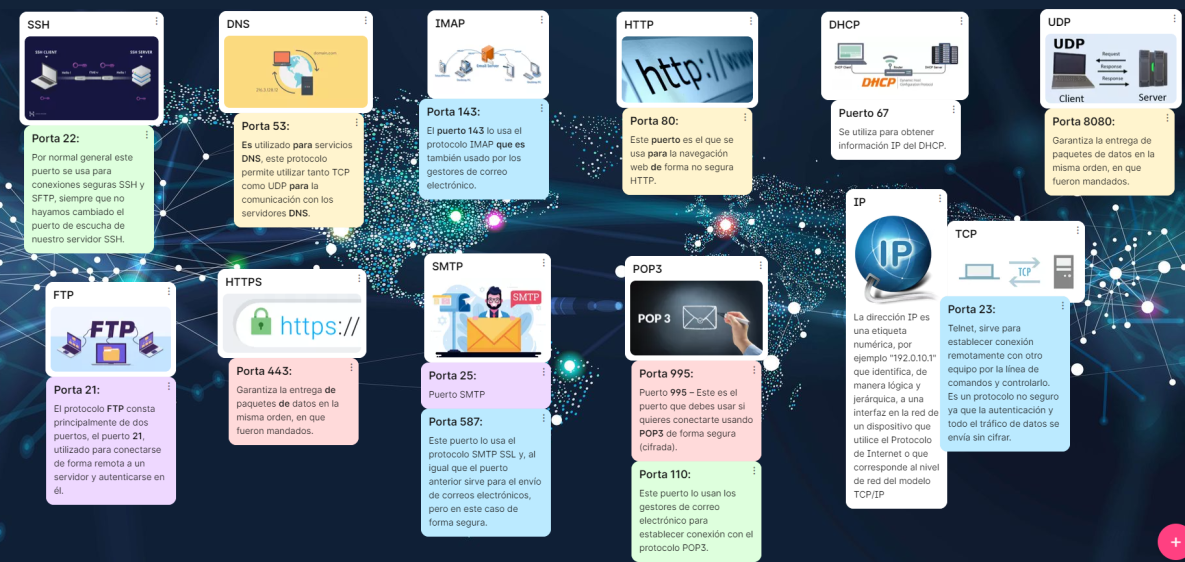 SSH
SSH CLIENT
SSH SERVER
Porta 22:
Por normal general este
puerto se usa para
conexiones seguras SSH y
SFTP, siempre que no
hayamos cambiado el
puerto de escucha de
nuestro servidor SSH.
DNS
domain.com
Porta 53:
Es utilizado para servicios
DNS, este protocolo
permite utilizar tanto TCP
como UDP para la
comunicación con los
servidores DNS.
IMAP
Email Server
Porta 143:
El puerto 143 lo usa el
protocolo IMAP que es
también usado por los
gestores de correo
electrónico.
HTTP
http://www
Porta 80:
Este puerto es el que se
usa para la navegación
web de forma no segura
HTTP.
DHCP
DHCP
Puerto 67
Se utiliza para obtener
información IP del DHCP.
UDP
UDP
Request
Response
Response
Client
Server
Porta 8080:
Garantiza la entrega de
paquetes de datos en la
misma orden, en que
fueron mandados.
FTP
FTP
Porta 21:
El protocolo FTP consta
principalmente de dos
puertos, el puerto 21,
utilizado para conectarse
de forma remota a un
servidor y autenticarse en
él.
HTTPS
https://
Porta 443:
Garantiza la entrega de
paquetes de datos en la
misma orden, en que
fueron mandados.
SMTP
SMTP
Porta 25:
Puerto SMTP
Porta 587:
Este puerto lo usa el
protocolo SMTP SSL y, al
igual que el puerto
anterior sirve para el envío
de correos electrónicos,
pero en este caso de
forma segura.
POP3
POP 3
Porta 995:
Puerto 995 – Este es el
puerto que debes usar si
quieres conectarte usando
POP3 de forma segura
(cifrada).
Porta 110:
Este puerto lo usan los
gestores de correo
electrónico para
establecer conexión con el
protocolo POP3.
IP
IP
La dirección IP es
una etiqueta
numérica, por
ejemplo "192.0.10.1"
que identifica, de
manera lógica y
jerárquica, a una
interfaz en la red de
un dispositivo que
utilice el Protocolo
de Internet o que
corresponde al nivel
de red del modelo
TCP/IP
TCP
TCP
Porta 23:
Telnet, sirve para
establecer conexión
remotamente con otro
equipo por la línea de
comandos y controlarlo.
Es un protocolo no seguro
ya que la autenticación y
todo el tráfico de datos se
envía sin cifrar.